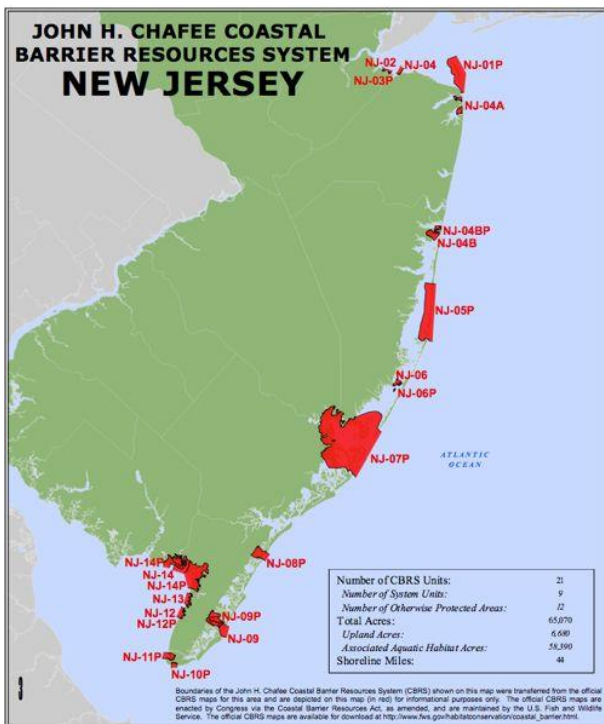 JOHN H. CHAFEE COASTAL
BARRIER RESOURCES SYSTEM
NEW JERSEY
NJ-02
NJ-04
NJ-01P
NJ-03P
NJ-04A
NJ-04BP
NJ-04B
NJ-05P
NJ-06
NJ-06P
NJ-07P
ATLANTIC
OCEAN
NJ-08P
NJ-14P
NJ-14
NJ-14P
NJ-13
NJ-12
NJ-12P
NJ-09P
NJ-09
NJ-11P
NJ-10P
Number of CBRS Units: 21
Number of System Units: 9
Number of Otherwise Protected Areas: 12
Total Acres: 65,070
Upland Acres: 6,680
Associated Aquatic Habitat Acres: 58,390
Shoreline Miles: 44
Boundaries of the John H. Chafee Coastal Barrier Resources System (CBRS) shown on this map were transferred from the official
CBRS maps for this area and are depicted on this map (in red) for informational purposes only. The official CBRS maps are
enacted by Congress via the Coastal Barrier Resources Act, as amended, and are maintained by the U.S. Fish and Wildlife
Service. The official CBRS maps are available for download at http://www.fws.gov/habitatconservation/coastal_barrier.html.